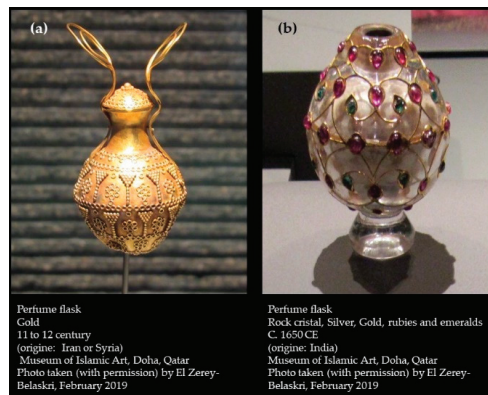 (a)
Perfume flask
Gold
11 to 12 century
(origine: Iran or Syria)
Museum of Islamic Art, Doha, Qatar
Photo taken (with permission) by El Zerey-
Belaskri, February 2019
(b)
Perfume flask
Rock cristal, Silver, Gold, rubies and emeralds
C. 1650 CE
(origine: India)
Museum of Islamic Art, Doha, Qatar
Photo taken (with permission) by El Zerey-
Belaskri, February 2019